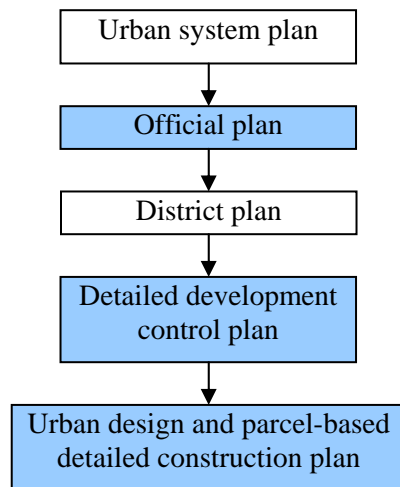 Urban system plan
Official plan
District plan
Detailed development
control plan
Urban design and parcel-based
detailed construction plan